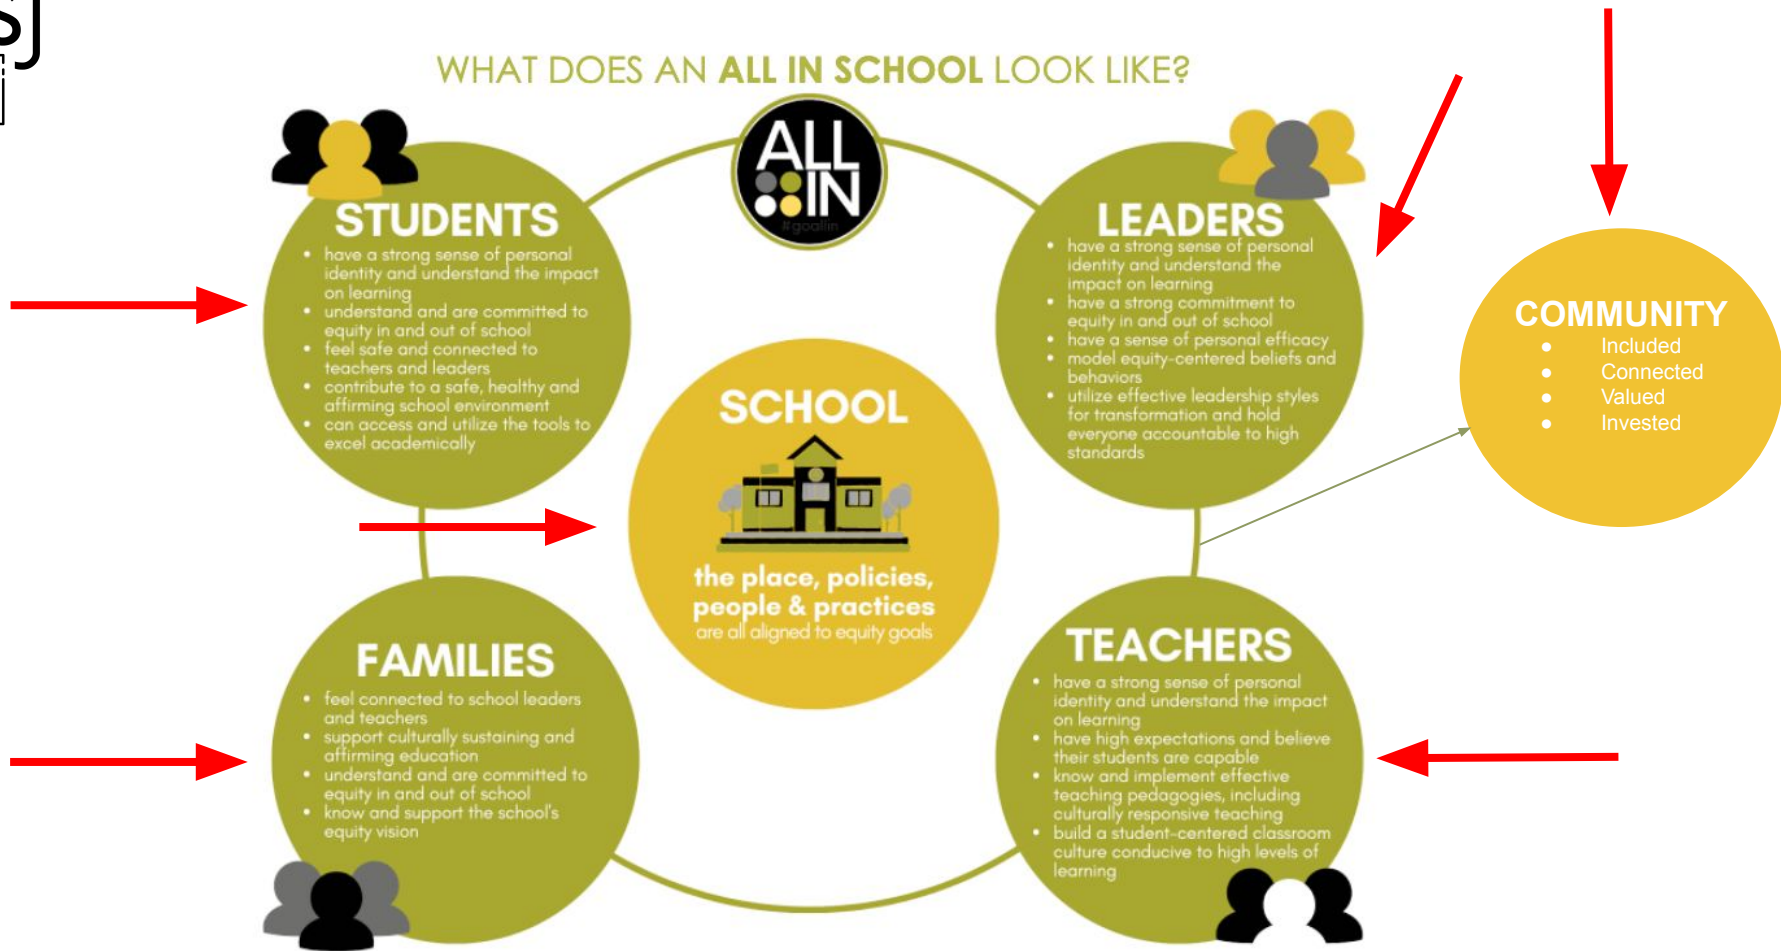 S
WHAT DOES AN ALL IN SCHOOL LOOK LIKE?
ALL
IN
#goallin
STUDENTS
• have a strong sense of personal
identity and understand the impact
on learning
• understand and are committed to
equity in and out of school
• feel safe and connected to
teachers and leaders
• contribute to a safe, healthy and
affirming school environment
• can access and utilize the tools to
excel academically
LEADERS
• have a strong sense of personal
identity and understand the
impact on learning
• have a strong commitment to
equity in and out of school
• have a sense of personal efficacy
• model equity-centered beliefs and
behaviors
• utilize effective leadership styles
for transformation and hold
everyone accountable to high
standards
COMMUNITY
● Included
● Connected
● Valued
● Invested
SCHOOL
the place, policies,
people & practices
are all aligned to equity goals
FAMILIES
• feel connected to school leaders
and teachers
• support culturally sustaining and
affirming education
• understand and are committed to
equity in and out of school
• know and support the school's
equity vision
TEACHERS
• have a strong sense of personal
identity and understand the impact
on learning
• have high expectations and believe
their students are capable
• know and implement effective
teaching pedagogies, including
culturally responsive teaching
• build a student-centered classroom
culture conducive to high levels of
learning